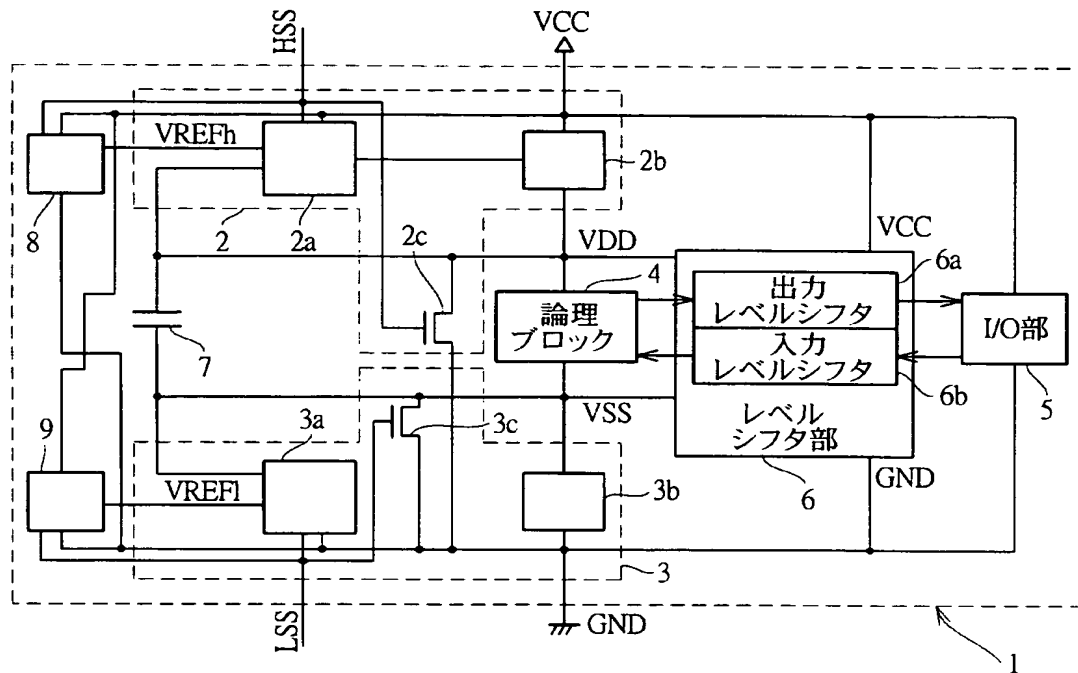 HSS
VCC
VREFh
2b
8
2
2a
2c
VDD
VCC
4
6a
論理
ブロック
出力
レベルシフタ
入力
レベルシフタ
I/O部
7
6b
5
VSS
レベル
シフタ部
9
3a
3c
VREFl
3b
6
GND
3
LSS
GND
1